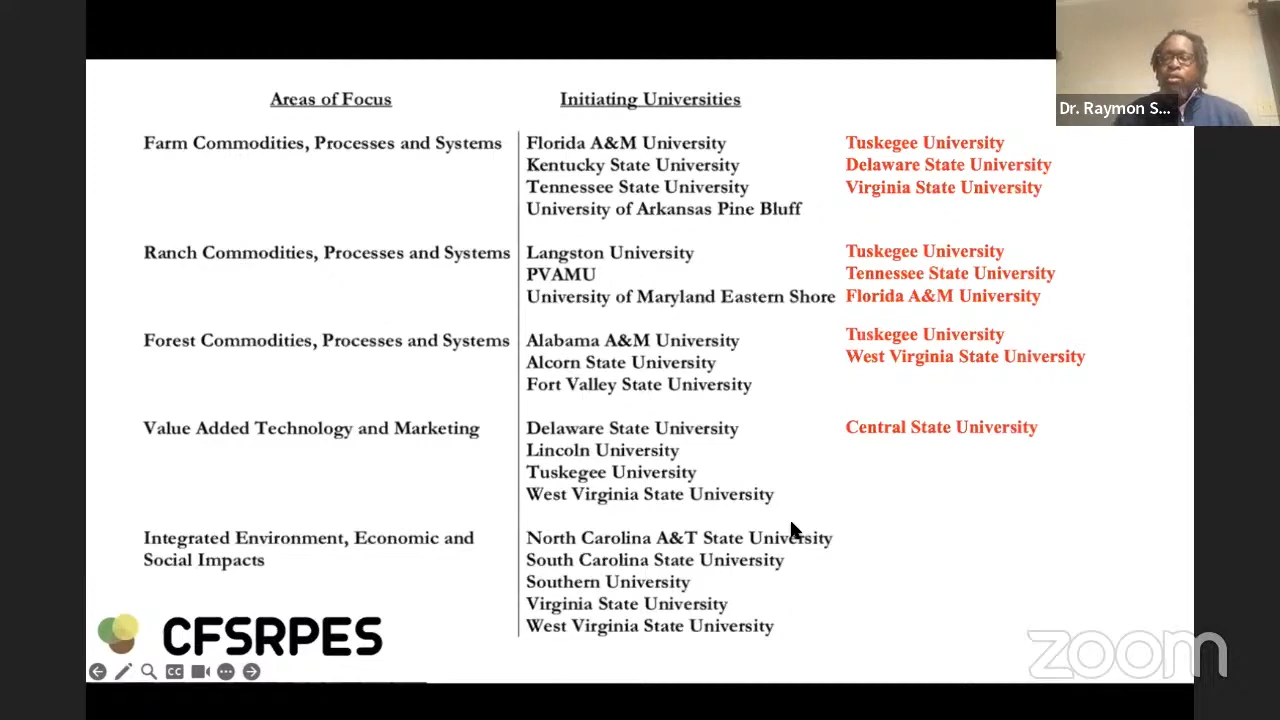 Areas of Focus
Initiating Universities
Dr. Raymon S...
Farm Commodities, Processes and Systems
Florida A&M University
Kentucky State University
Tennessee State University
University of Arkansas Pine Bluff
Tuskegee University
Delaware State University
Virginia State University
Ranch Commodities, Processes and Systems
Langston University
PVAMU
University of Maryland Eastern Shore
Tuskegee University
Tennessee State University
Florida A&M University
Forest Commodities, Processes and Systems
Alabama A&M University
Alcorn State University
Fort Valley State University
Tuskegee University
West Virginia State University
Value Added Technology and Marketing
Delaware State University
Lincoln University
Tuskegee University
West Virginia State University
Central State University
Integrated Environment, Economic and
Social Impacts
North Carolina A&T State University
South Carolina State University
Southern University
Virginia State University
West Virginia State University
CFSRPES
CC
zoom